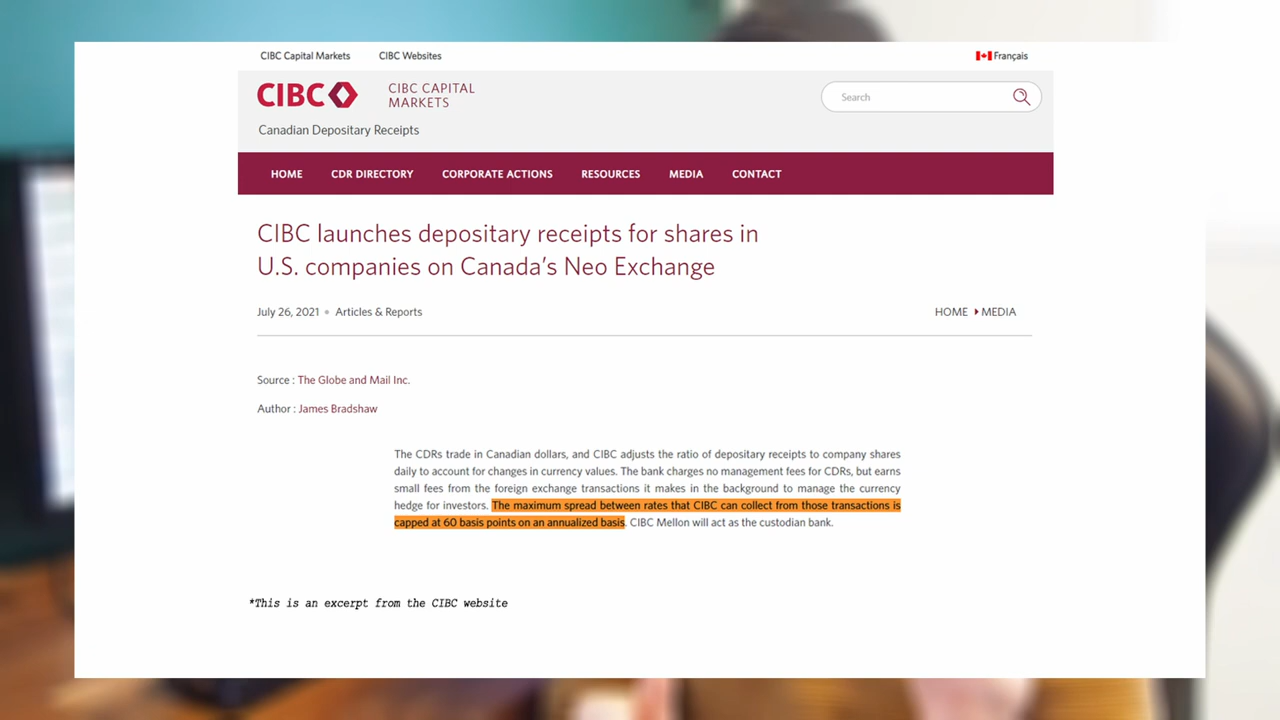 CIBC Capital Markets CIBC Websites Français
CIBC CIBC CAPITAL
MARKETS
Search
Canadian Depositary Receipts
HOME CDR DIRECTORY CORPORATE ACTIONS RESOURCES MEDIA CONTACT
CIBC launches depositary receipts for shares in
U.S. companies on Canada's Neo Exchange
July 26, 2021 • Articles & Reports HOME MEDIA
Source : The Globe and Mail Inc.
Author : James Bradshaw
The CDRs trade in Canadian dollars, and CIBC adjusts the ratio of depositary receipts to company shares
daily to account for changes in currency values. The bank charges no management fees for CDRs, but earns
small fees from the foreign exchange transactions it makes in the background to manage the currency
hedge for investors. The maximum spread between rates that CIBC can collect from those transactions is
capped at 60 basis points on an annualized basis. CIBC Mellon will act as the custodian bank.
*This is an excerpt from the CIBC website